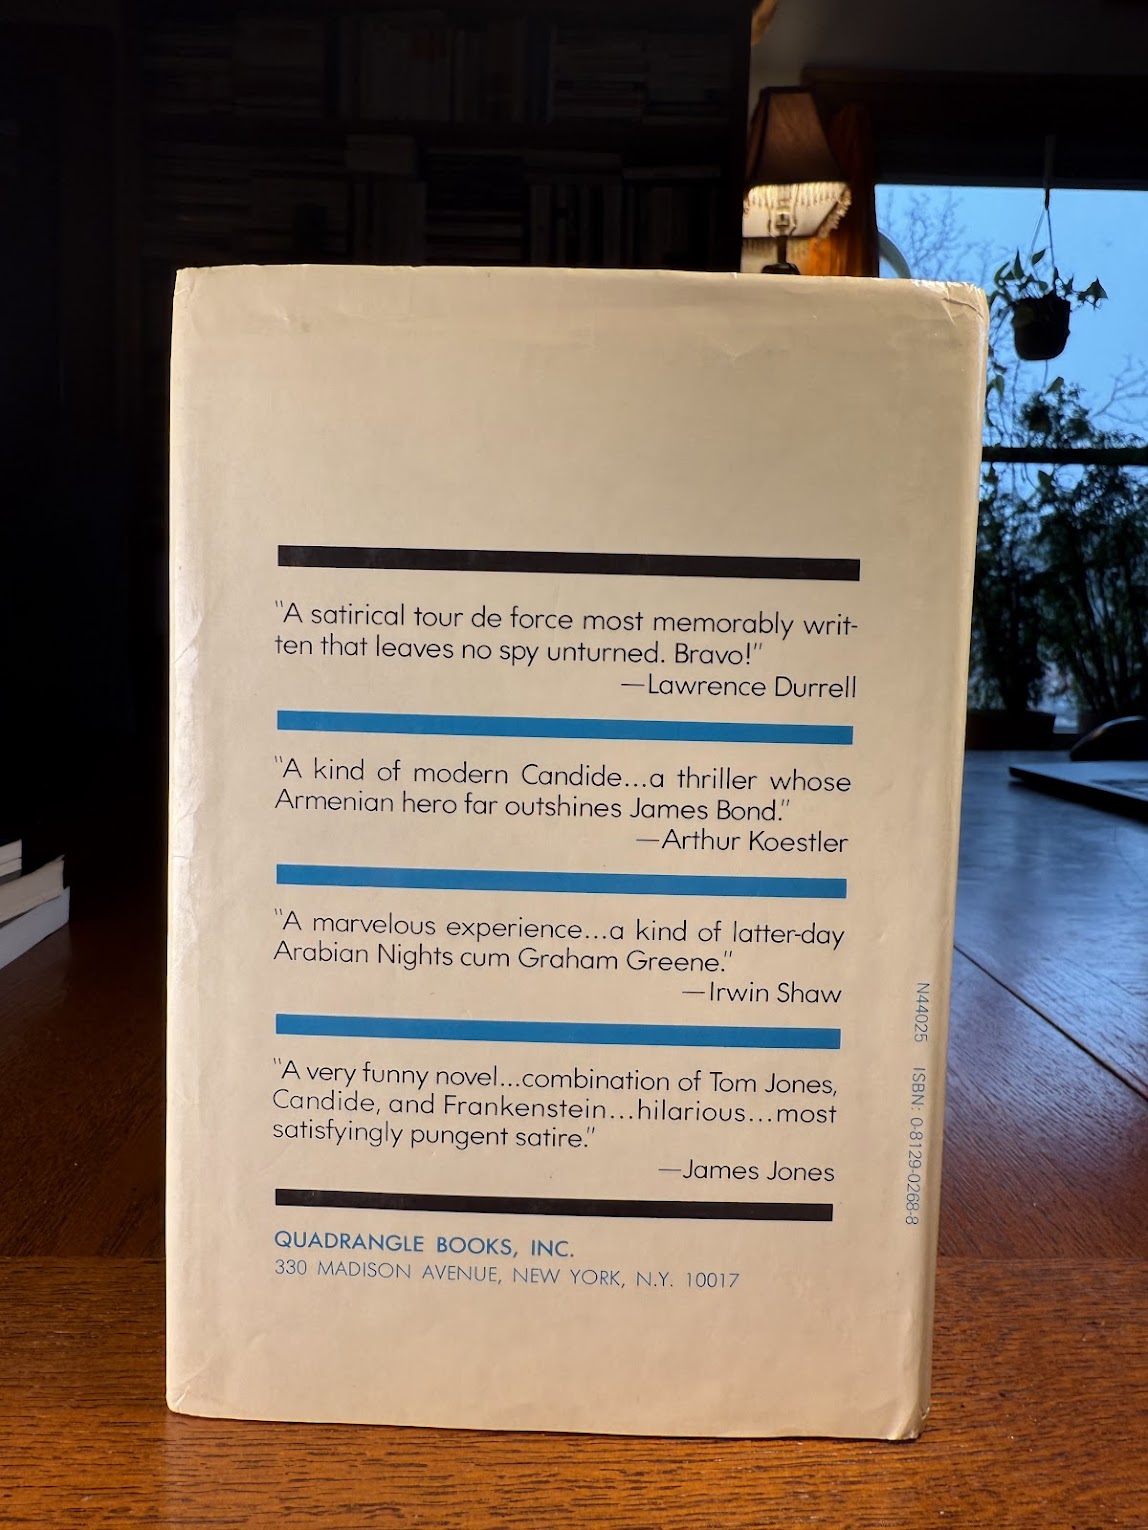 "A satirical tour de force most memorably writ-
ten that leaves no spy unturned. Bravo!"
—Lawrence Durrell
"A kind of modern Candide...a thriller whose
Armenian hero far outshines James Bond."
—Arthur Koestler
"A marvelous experience...a kind of latter-day
Arabian Nights cum Graham Greene."
—Irwin Shaw
"A very funny novel...combination of Tom Jones,
Candide, and Frankenstein...hilarious...most
satisfyingly pungent satire."
—James Jones
QUADRANGLE BOOKS, INC.
330 MADISON AVENUE, NEW YORK, N.Y. 10017
N44025 ISBN: 0-8129-0268-8